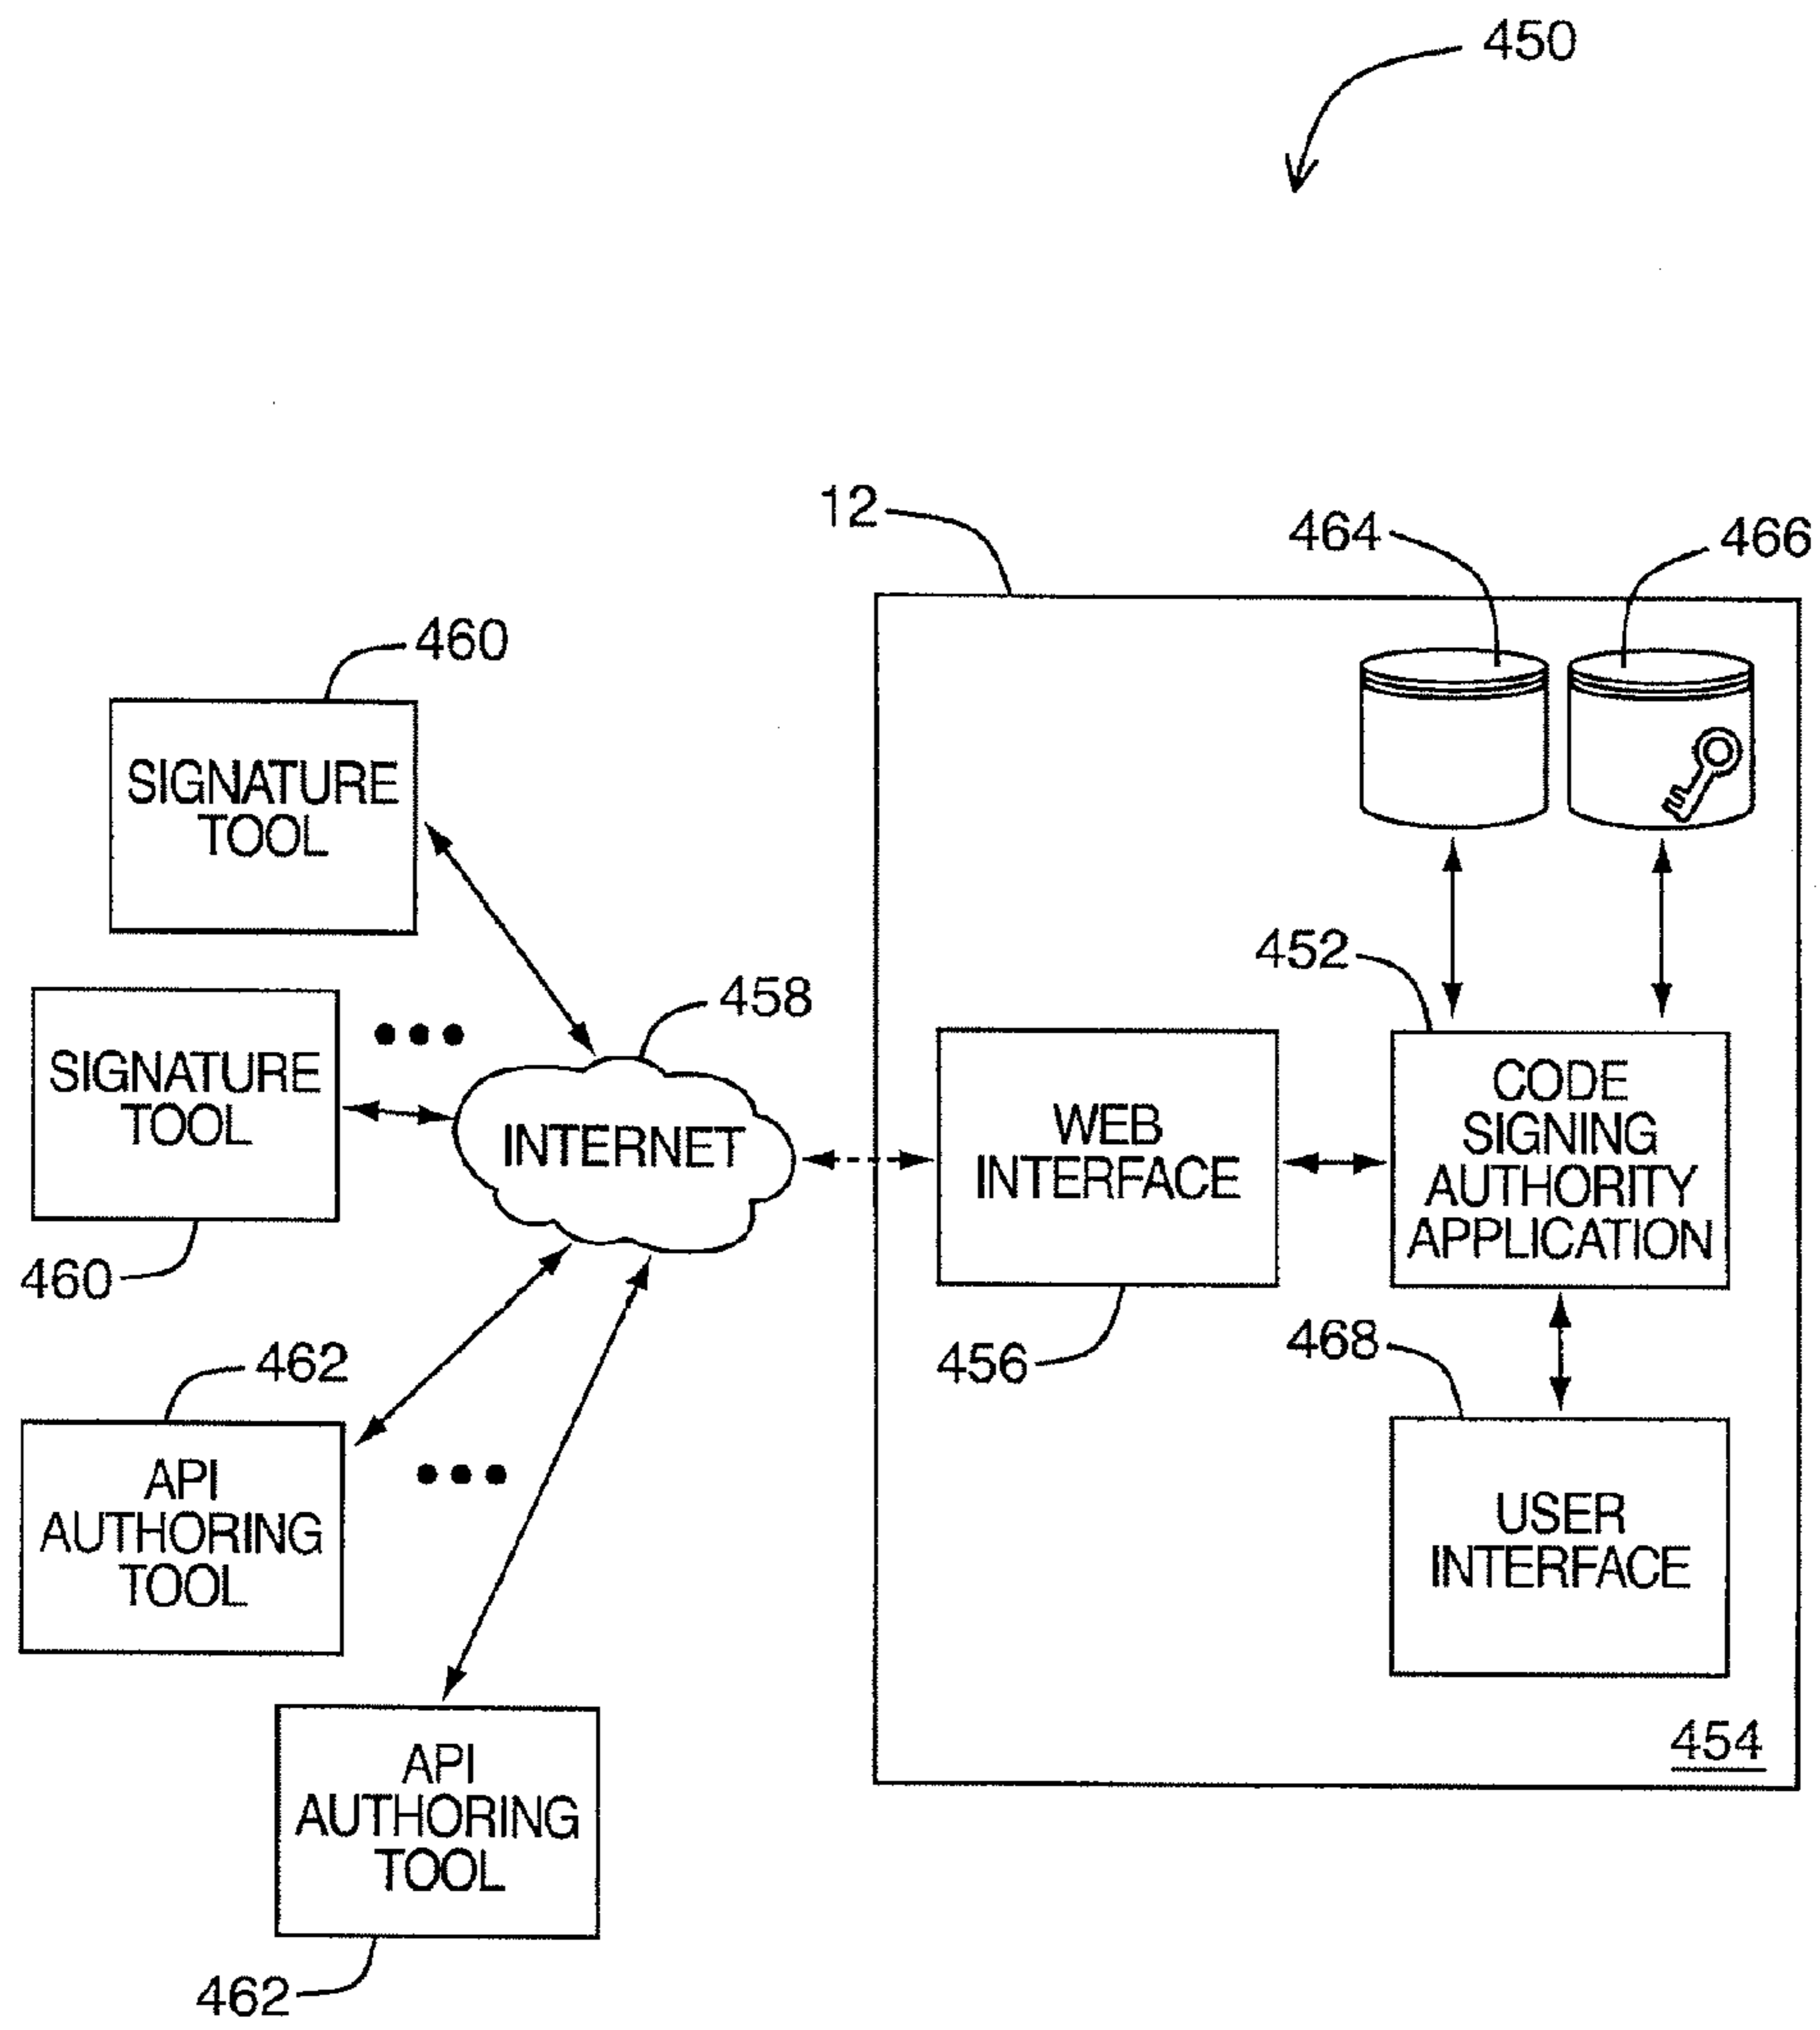 450
12
464
466
460
SIGNATURE
TOOL
452
458
SIGNATURE
TOOL
INTERNET
WEB
INTERFACE
CODE
SIGNING
AUTHORITY
APPLICATION
460
456
468
462
API
AUTHORING
TOOL
USER
INTERFACE
454
API
AUTHORING
TOOL
462